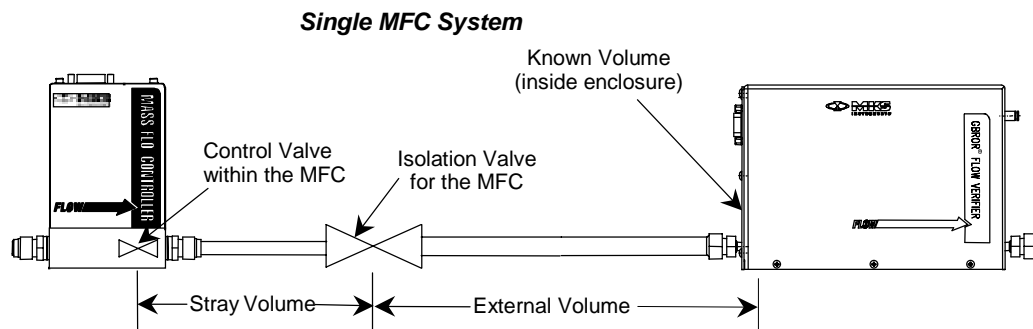 Single MFC System
Known Volume
(inside enclosure)
MKS
INSTRUMENTS
MASS FLO CONTROLLER
Control Valve
within the MFC
Isolation Valve
for the MFC
GBROR® FLOW VERIFIER
FLOW
FLOW
Stray Volume
External Volume